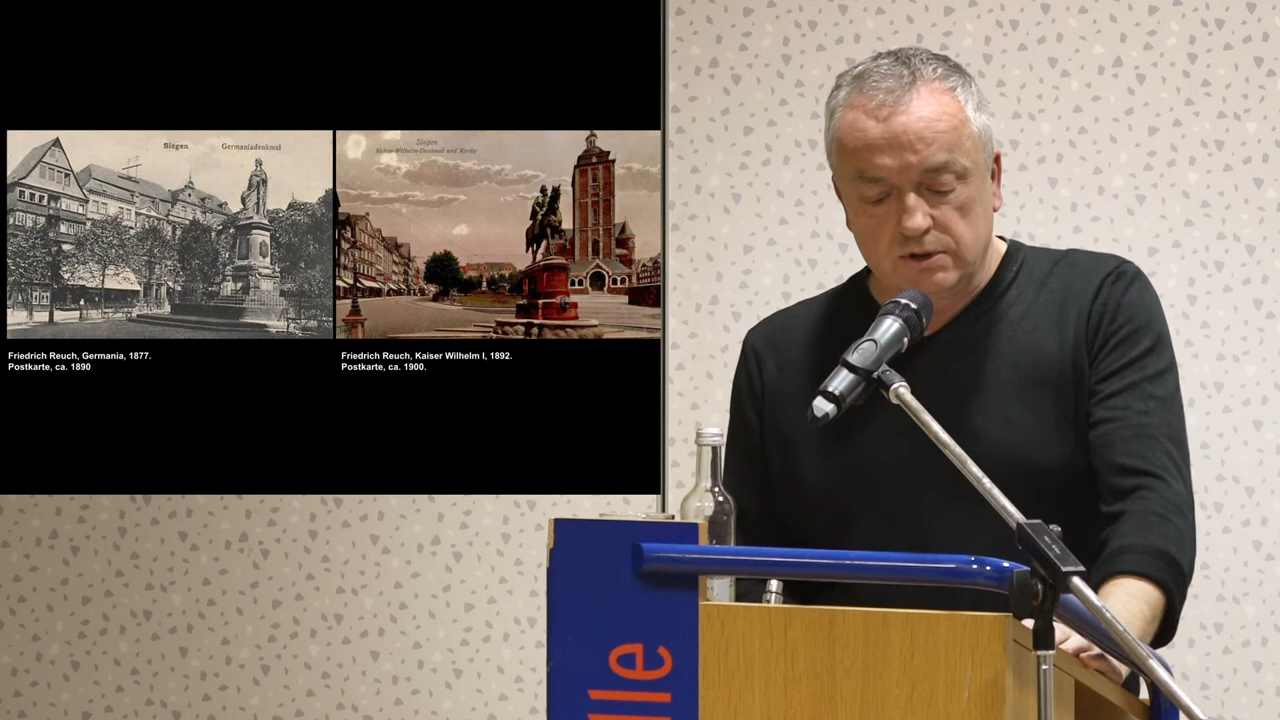 Siegen Germaniadenkmal
Siegen
Kaiser-Wilhelm-Denkmal und Kirche
Friedrich Reuch, Germania, 1877.
Postkarte, ca. 1890
Friedrich Reuch, Kaiser Wilhelm I, 1892.
Postkarte, ca. 1900.
lle